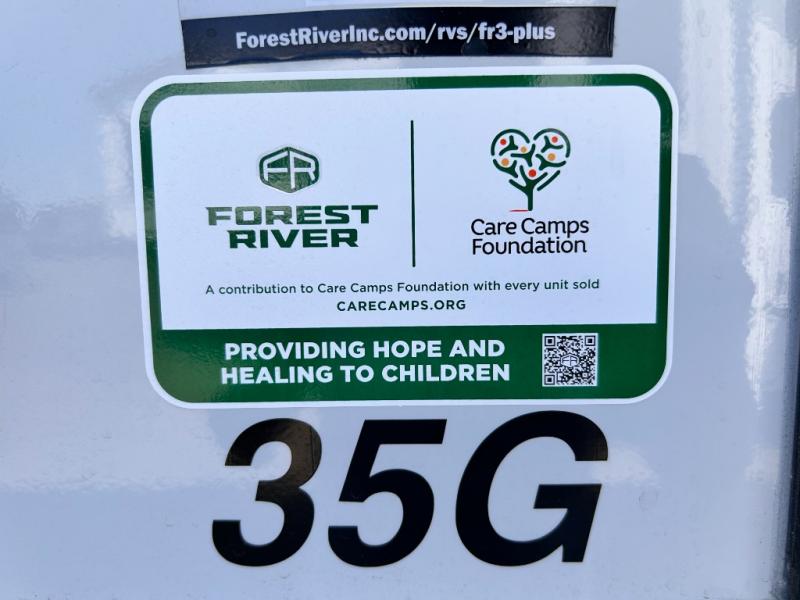 ForestRiverInc.com/rvs/fr3-plus
FR
FOREST
RIVER
Care Camps
Foundation
A contribution to Care Camps Foundation with every unit sold
CARECAMPS.ORG
PROVIDING HOPE AND
HEALING TO CHILDREN
35G